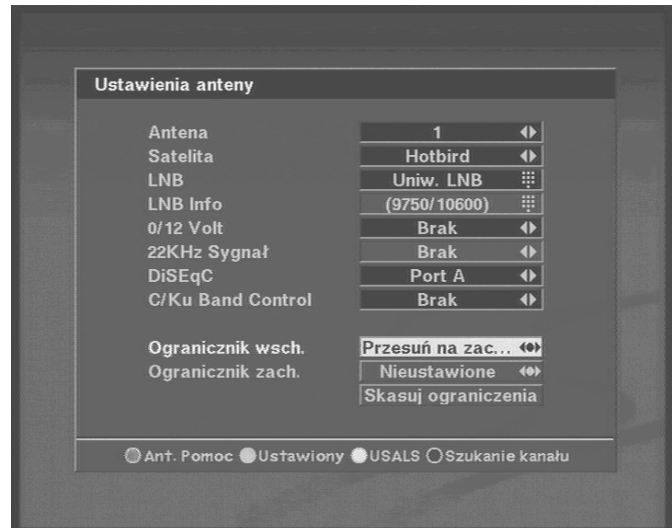 Ustawienia anteny
Antena 1
Satelita Hotbird
LNB Uniw. LNB
LNB Info (9750/10600)
0/12 Volt Brak
22KHz Sygnał Brak
DiSEqC Port A
C/Ku Band Control Brak
Ogranicznik wsch. Przesuń na zac...
Ogranicznik zach. Nieustawione
Skasuj ograniczenia
Ant. Pomoc Ustawiony USALS Szukanie kanału